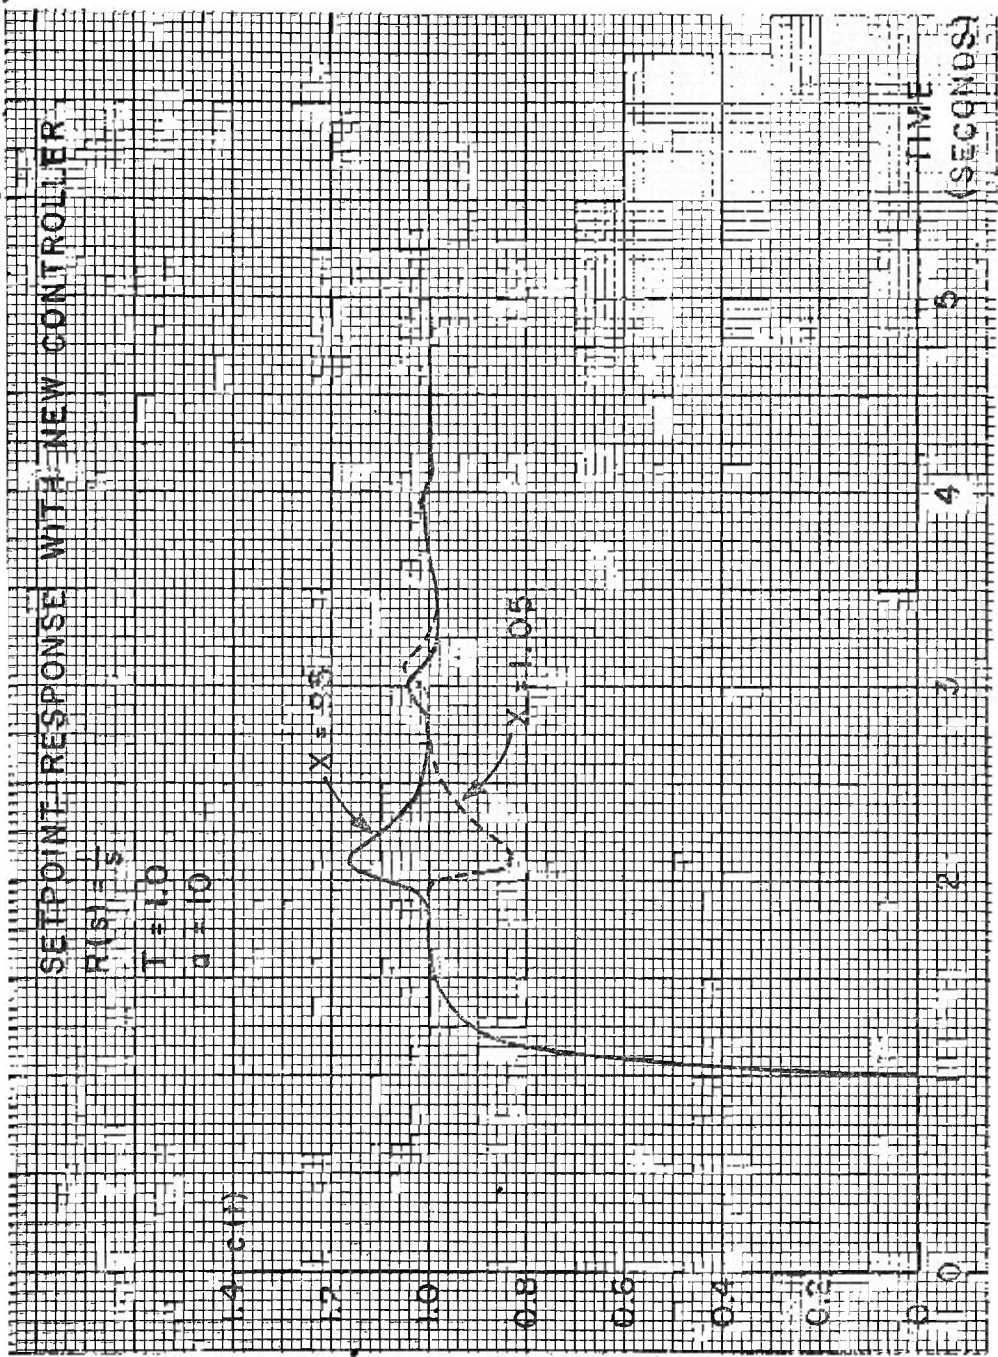 SETPOINT RESPONSE WITH NEW CONTROLLER
R(s) = 1/s
T = 1.0
a = 10
c(t)
1.4
1.2
1.0
0.8
0.6
0.4
0.2
0
X = .95
X = 1.05
0
1
2
3
4
5
TIME
(SECONDS)